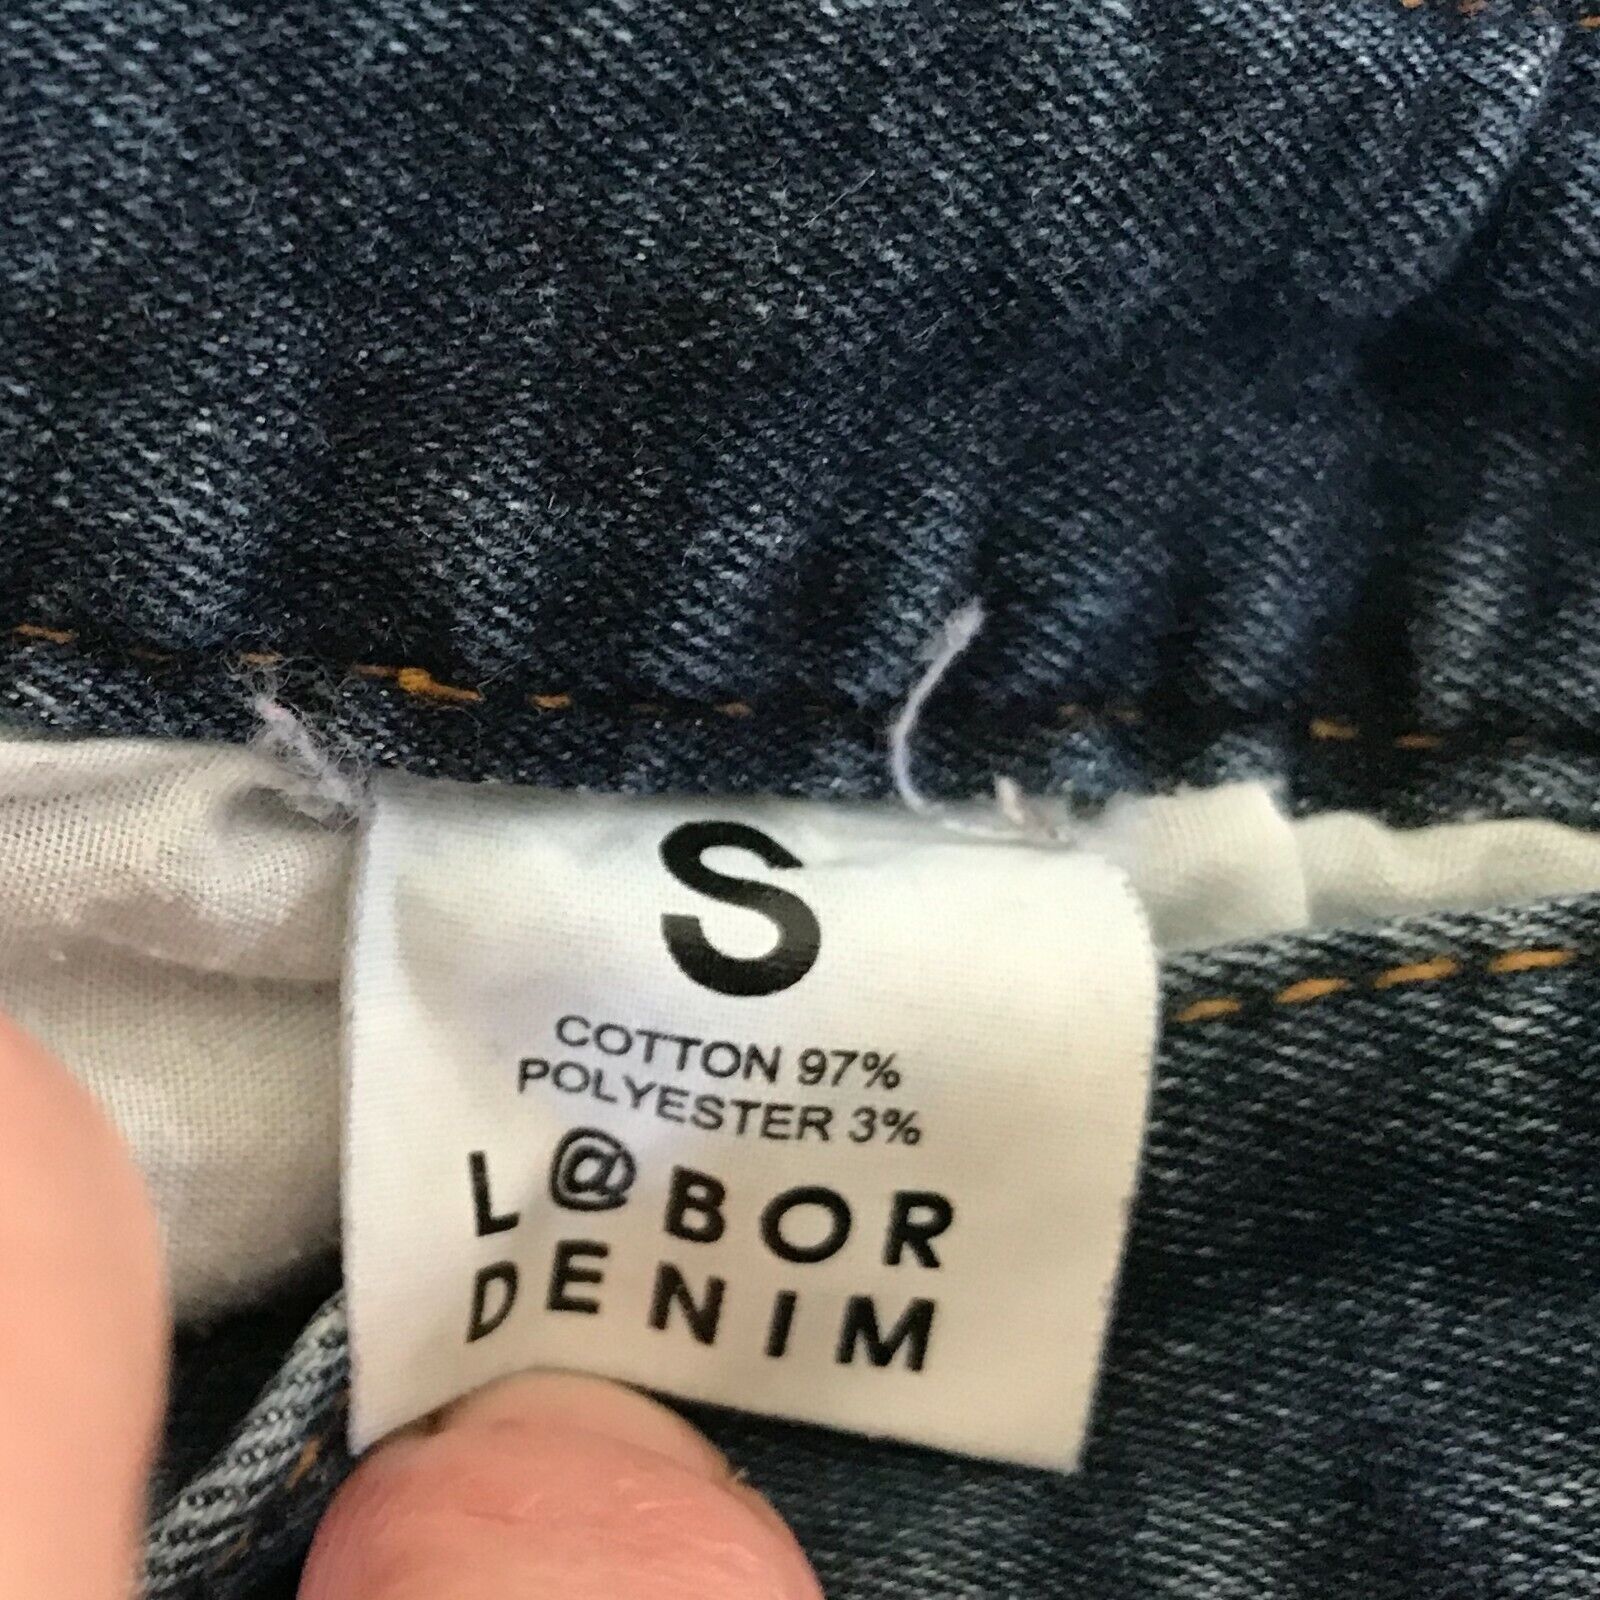 S
COTTON 97%
POLYESTER 3%
L@BOR
DENIM